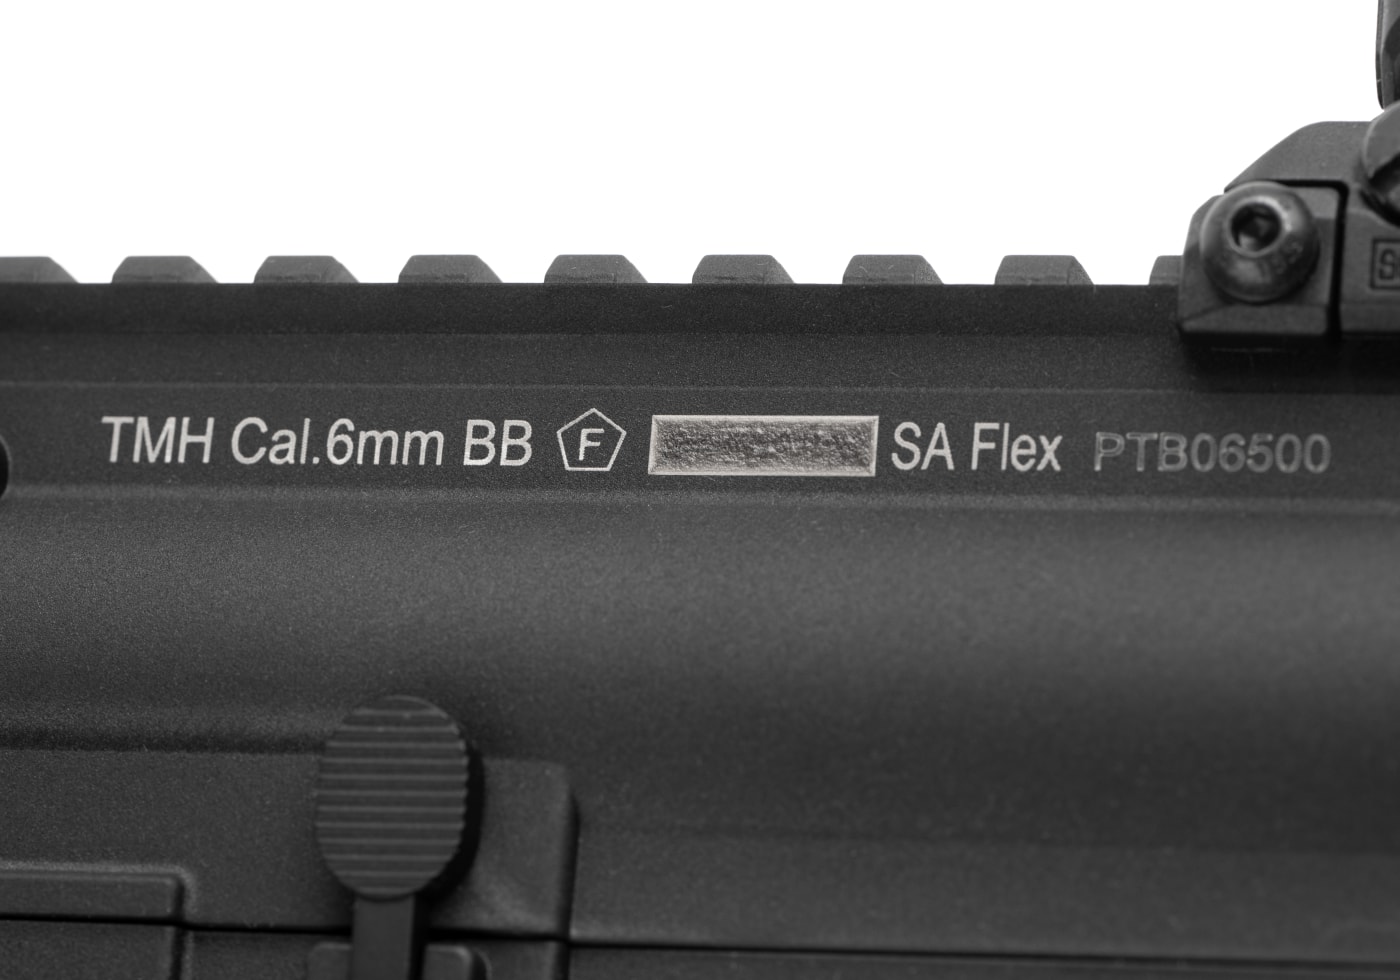 TMH Cal.6mm BB F SA Flex PTB06500